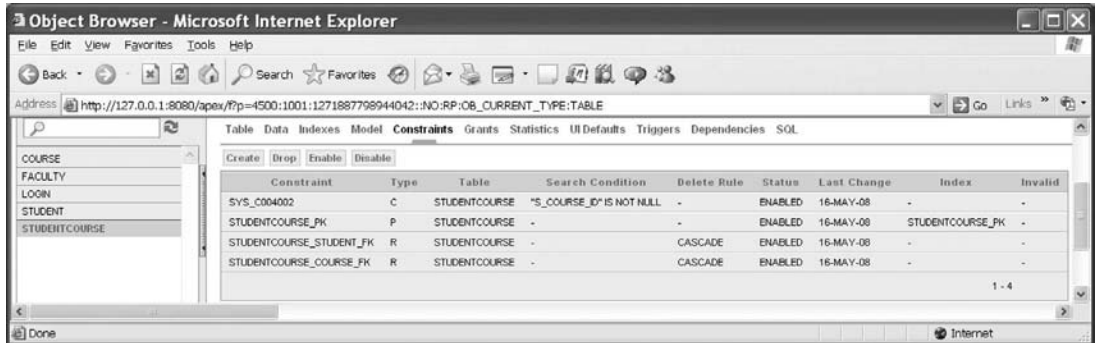 Object Browser - Microsoft Internet Explorer
File Edit View Favorites Tools Help
Back Search Favorites
Address http://127.0.0.1:8080/apex/f?p=4500:1001:1271887798944042::NO:RP:OB_CURRENT_TYPE:TABLE Go Links »
Table Data Indexes Model Constraints Grants Statistics UI Defaults Triggers Dependencies SQL
COURSE
FACULTY
LOGIN
STUDENT
STUDENTCOURSE
Create Drop Enable Disable
Constraint Type Table Search Condition Delete Rule Status Last Change Index Invalid
SYS_C004002 C STUDENTCOURSE "S_COURSE_ID" IS NOT NULL - ENABLED 16-MAY-08 - -
STUDENTCOURSE_PK P STUDENTCOURSE - - ENABLED 16-MAY-08 STUDENTCOURSE_PK -
STUDENTCOURSE_STUDENT_FK R STUDENTCOURSE - CASCADE ENABLED 16-MAY-08 - -
STUDENTCOURSE_COURSE_FK R STUDENTCOURSE - CASCADE ENABLED 16-MAY-08 - -
1 - 4
Done Internet